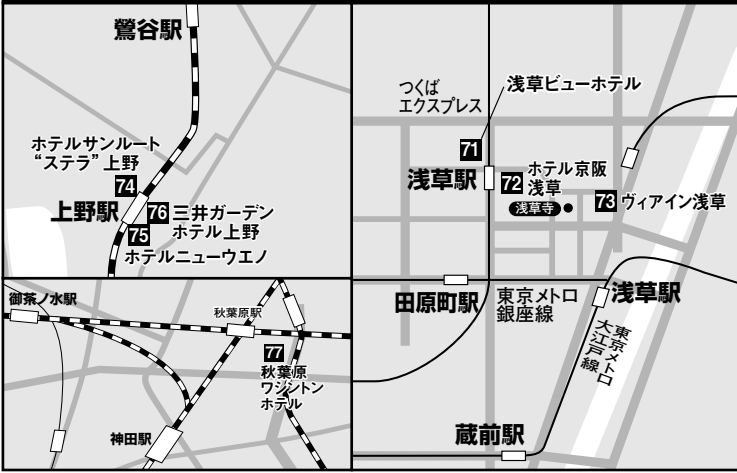 鶯谷駅
ホテルサンルート
“ステラ”上野
74
上野駅
76
三井ガーデン
ホテル上野
75
ホテルニューウエノ
御茶ノ水駅
秋葉原駅
77
秋葉原
ワシントン
ホテル
神田駅
つくば
エクスプレス
浅草ビューホテル
71
浅草駅
72
ホテル京阪
浅草
浅草寺
73
ヴィアイン浅草
田原町駅
東京メトロ
銀座線
浅草駅
東京メトロ
大江戸線
蔵前駅